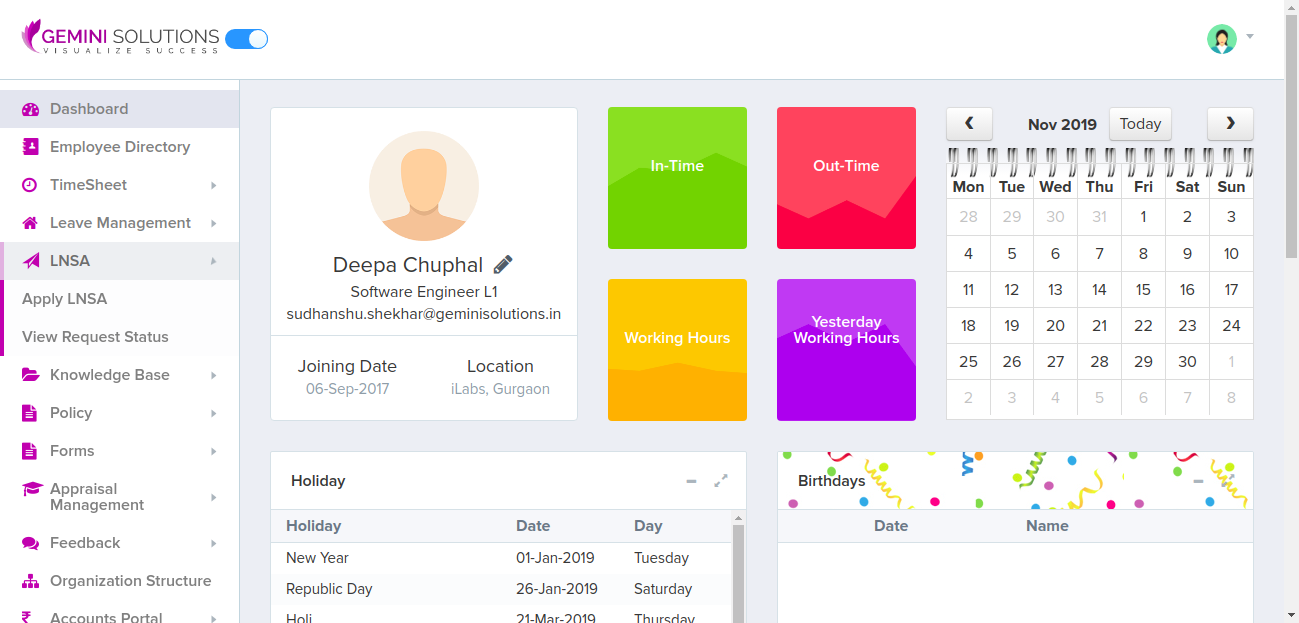 GEMINI SOLUTIONS
VISUALIZE SUCCESS
Dashboard
Employee Directory
TimeSheet
Leave Management
LNSA
Apply LNSA
View Request Status
Knowledge Base
Policy
Forms
Appraisal
Management
Feedback
Organization Structure
Accounts Portal
Deepa Chuphal
Software Engineer L1
sudhanshu.shekhar@geminisolutions.in
Joining Date Location
06-Sep-2017 iLabs, Gurgaon
In-Time
Out-Time
Working Hours
Yesterday
Working Hours
Nov 2019 Today
Mon Tue Wed Thu Fri Sat Sun
28 29 30 31 1 2 3
4 5 6 7 8 9 10
11 12 13 14 15 16 17
18 19 20 21 22 23 24
25 26 27 28 29 30 1
2 3 4 5 6 7 8
Holiday
Holiday Date Day
New Year 01-Jan-2019 Tuesday
Republic Day 26-Jan-2019 Saturday
Holi 21-Mar-2019 Thursday
Birthdays
Date Name